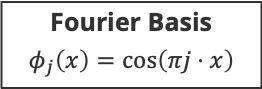 Fourier Basis
𝜙ⱼ(𝑥) = cos(𝜋𝑗 · 𝑥)